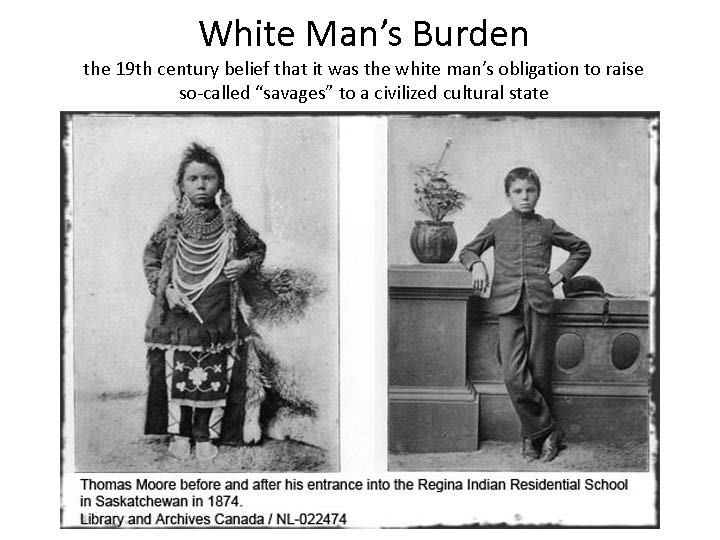 White Man’s Burden
the 19th century belief that it was the white man’s obligation to raise
so-called “savages” to a civilized cultural state
Thomas Moore before and after his entrance into the Regina Indian Residential School
in Saskatchewan in 1874.
Library and Archives Canada / NL-022474